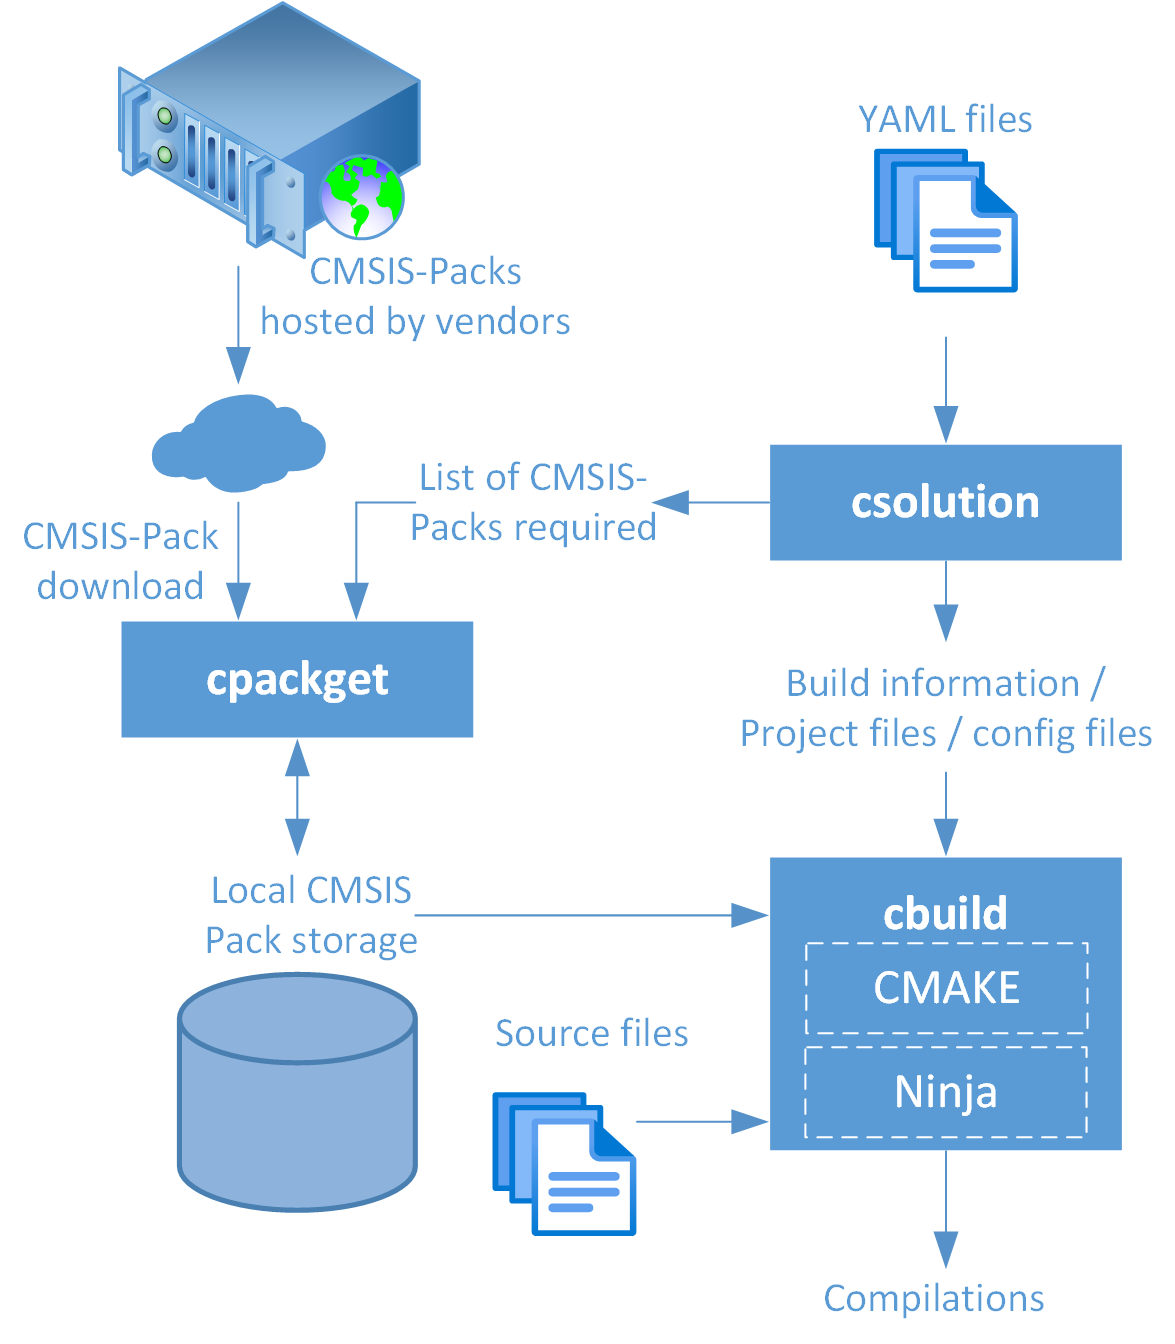 YAML files
CMSIS-Packs
hosted by vendors
List of CMSIS-
Packs required
csolution
CMSIS-Pack
download
cpackget
Build information /
Project files / config files
Local CMSIS
Pack storage
cbuild
CMAKE
Source files
Ninja
Compilations